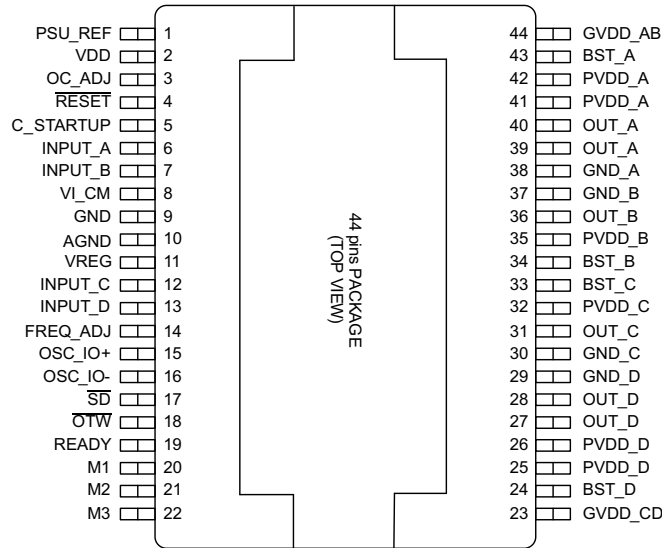 PSU_REF 1
VDD 2
OC_ADJ 3
RESET 4
C_STARTUP 5
INPUT_A 6
INPUT_B 7
VI_CM 8
GND 9
AGND 10
VREG 11
INPUT_C 12
INPUT_D 13
FREQ_ADJ 14
OSC_IO+ 15
OSC_IO- 16
SD 17
OTW 18
READY 19
M1 20
M2 21
M3 22
44 pins PACKAGE
(TOP VIEW)
44 GVDD_AB
43 BST_A
42 PVDD_A
41 PVDD_A
40 OUT_A
39 OUT_A
38 GND_A
37 GND_B
36 OUT_B
35 PVDD_B
34 BST_B
33 BST_C
32 PVDD_C
31 OUT_C
30 GND_C
29 GND_D
28 OUT_D
27 OUT_D
26 PVDD_D
25 PVDD_D
24 BST_D
23 GVDD_CD